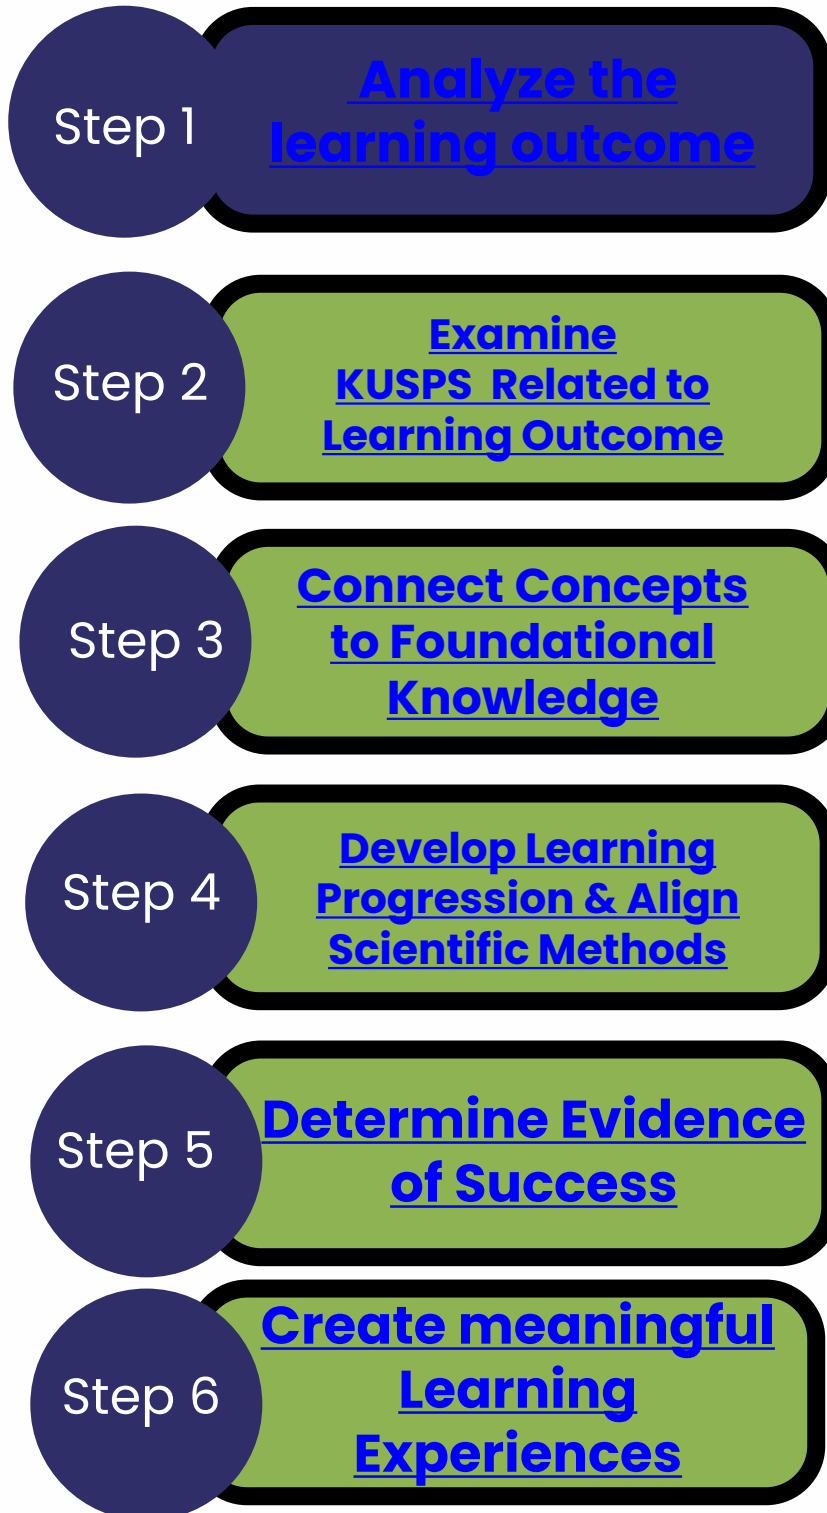 Step 1
Analyze the
learning outcome
Step 2
Examine
KUSPS Related to
Learning Outcome
Step 3
Connect Concepts
to Foundational
Knowledge
Step 4
Develop Learning
Progression & Align
Scientific Methods
Step 5
Determine Evidence
of Success
Step 6
Create meaningful
Learning
Experiences